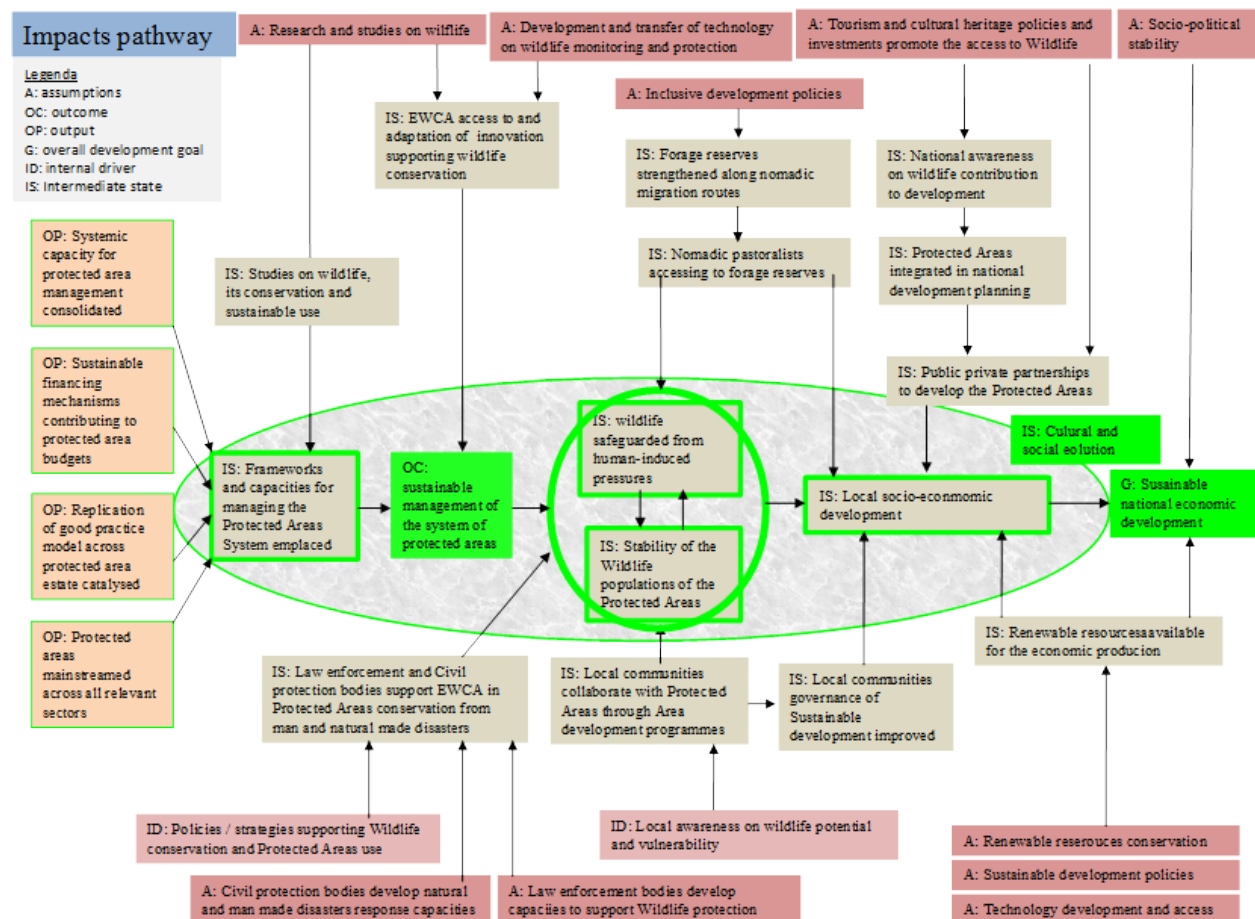 Impacts pathway
Legenda
A: assumptions
OC: outcome
OP: output
G: overall development goal
ID: internal driver
IS: Intermediate state
A: Research and studies on wilflife
A: Development and transfer of technology
on wildlife monitoring and protection
A: Tourism and cultural heritage policies and
investments promote the access to Wildlife
A: Socio-political
stability
A: Inclusive development policies
IS: EWCA access to and
adaptation of innovation
supporting wildlife
conservation
IS: Forage reserves
strengthened along nomadic
migration routes
IS: National awareness
on wildlife contribution
to development
OP: Systemic
capacity for
protected area
management
consolidated
IS: Studies on wildlife,
its conservation and
sustainable use
IS: Nomadic pastoralists
accessing to forage reserves
IS: Protected Areas
integrated in national
development planning
OP: Sustainable
financing
mechanisms
contributing to
protected area
budgets
IS: Public private partnerships
to develop the Protected Areas
IS: wildlife
safeguarded from
human-induced
pressures
IS: Culural and
social eolution
IS: Frameworks
and capacities for
managing the
Protected Areas
System emplaced
OC:
sustainable
management of
the system of
protected areas
IS: Local socio-econmomic
development
G: Susainable
national economic
development
OP: Replication
of good practice
model across
protected area
estate catalysed
IS: Stability of the
Wildlife
populations of the
Protected Areas
OP: Protected
areas
mainstreamed
across all relevant
sectors
IS: Law enforcement and Civil
protection bodies support EWCA in
Protected Areas conservation from
man and natural made disasters
IS: Local communities
collaborate with Protected
Areas through Area
development programmes
IS: Local communities
governance of
Sustainable
development improved
IS: Renewable resourcesaavailable
for the economic producion
ID: Policies / strategies supporting Wildlife
conservation and Protected Areas use
ID: Local awareness on wildlife potential
and vulnerability
A: Renewable reserouces conservation
A: Sustainable development policies
A: Technology development and access
A: Civil protection bodies develop natural
and man made disasters response capacities
A: Law enforcement bodies develop
capaciies to support Wildlife protection